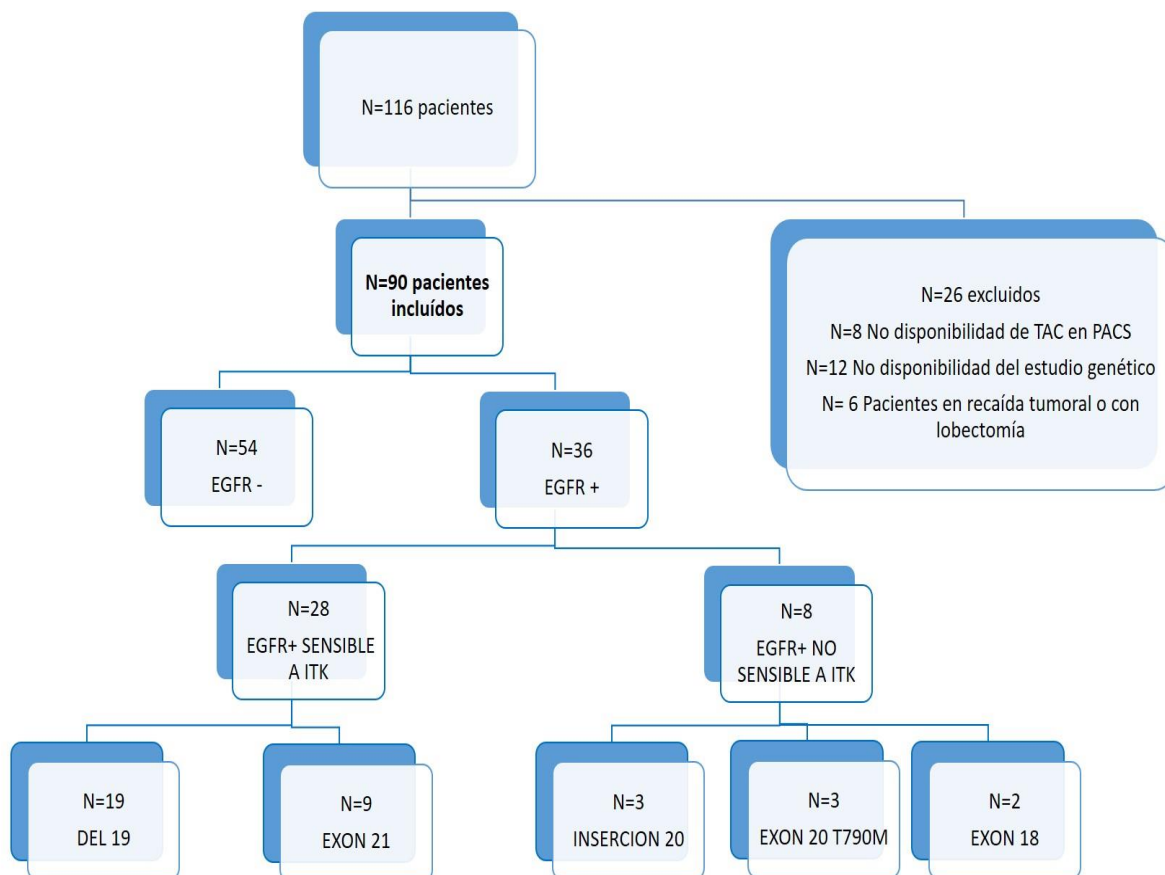 N=116 pacientes
N=90 pacientes
incluídos
N=26 excluidos
N=8 No disponibilidad de TAC en PACS
N=12 No disponibilidad del estudio genético
N= 6 Pacientes en recaída tumoral o con
lobectomía
N=54
EGFR -
N=36
EGFR +
N=28
EGFR+ SENSIBLE
A ITK
N=8
EGFR+ NO
SENSIBLE A ITK
N=19
DEL 19
N=9
EXON 21
N=3
INSERCION 20
N=3
EXON 20 T790M
N=2
EXON 18